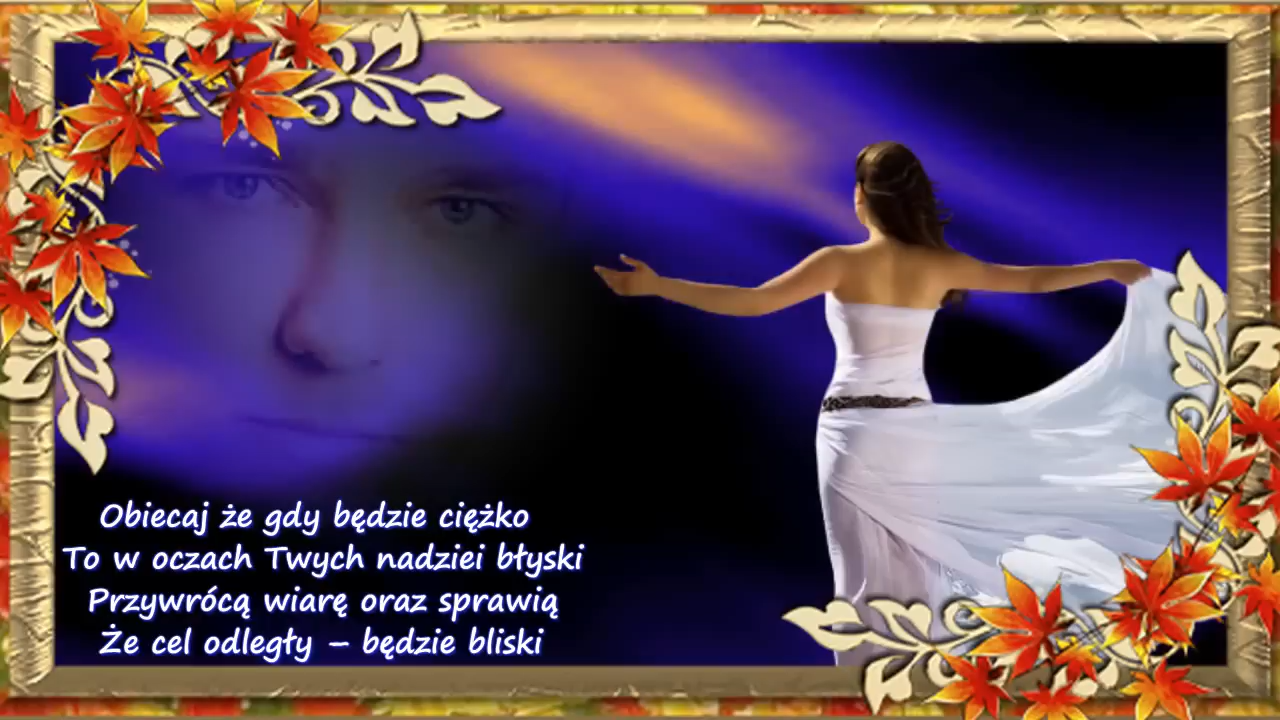 Obiecaj że gdy będzie ciężko
To w oczach Twych nadziei błyski
Przywrócą wiarę oraz sprawią
Że cel odległy – będzie bliski